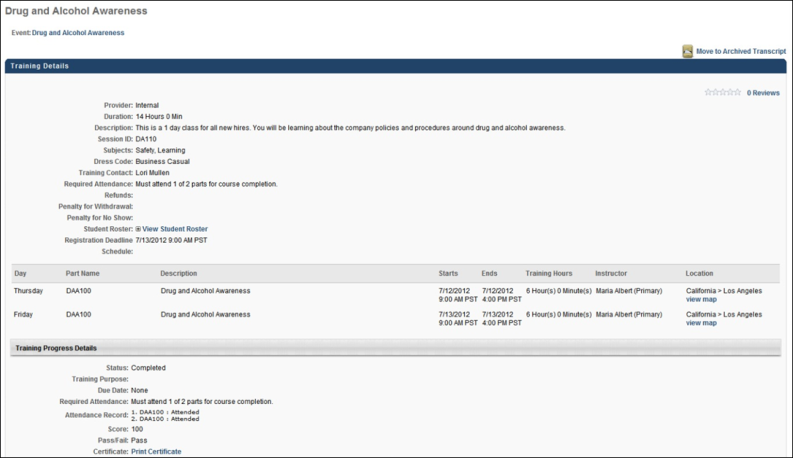 Drug and Alcohol Awareness
Event: Drug and Alcohol Awareness
Move to Archived Transcript
Training Details
0 Reviews
Provider: Internal
Duration: 14 Hours 0 Min
Description: This is a 1 day class for all new hires. You will be learning about the company policies and procedures around drug and alcohol awareness.
Session ID: DA110
Subjects: Safety, Learning
Dress Code: Business Casual
Training Contact: Lori Mullen
Required Attendance: Must attend 1 of 2 parts for course completion.
Refunds:
Penalty for Withdrawal:
Penalty for No Show:
Student Roster: View Student Roster
Registration Deadline 7/13/2012 9:00 AM PST
Schedule:
Day Part Name Description Starts Ends Training Hours Instructor Location
Thursday DAA100 Drug and Alcohol Awareness 7/12/2012 7/12/2012 6 Hour(s) 0 Minute(s) Maria Albert (Primary) California > Los Angeles
9:00 AM PST 4:00 PM PST view map
Friday DAA100 Drug and Alcohol Awareness 7/13/2012 7/13/2012 6 Hour(s) 0 Minute(s) Maria Albert (Primary) California > Los Angeles
9:00 AM PST 4:00 PM PST view map
Training Progress Details
Status: Completed
Training Purpose:
Due Date: None
Required Attendance: Must attend 1 of 2 parts for course completion.
Attendance Record: 1. DAA100 : Attended
2. DAA100 : Attended
Score: 100
Pass/Fail: Pass
Certificate: Print Certificate